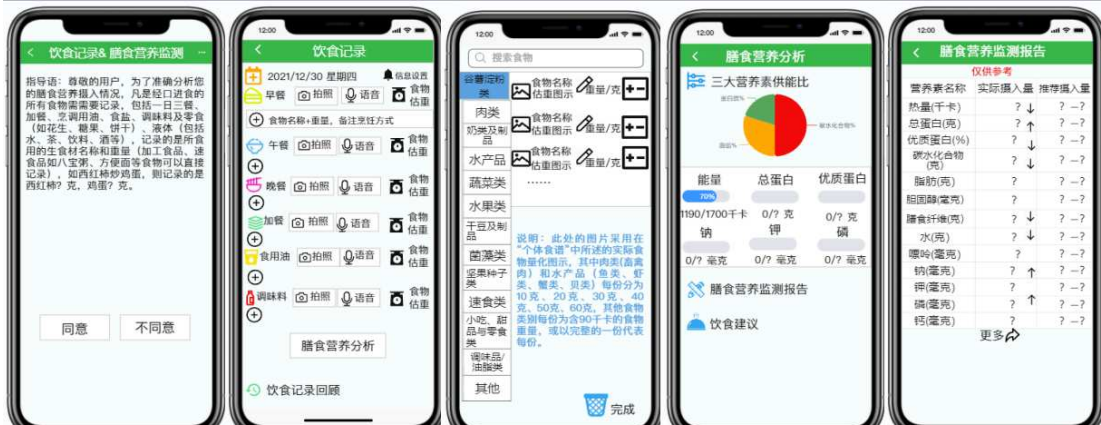 饮食记录& 膳食营养监测
指导语：尊敬的用户，为了准确分析您
的膳食营养摄入情况，凡是经口进食的
所有食物需要记录，包括一日三餐、
加餐、烹调用油、食盐、调味料及零食
（如花生、糖果、饼干）、液体（包括
水、茶、饮料、酒等），记录的是所食
用的生食材名称和重量（加工食品、速
食品如八宝粥、方便面等食物可以直接
记录），如西红柿炒鸡蛋，则记录的是
西红柿？克，鸡蛋？克。
同意
不同意
12:00
饮食记录
2021/12/30 星期四
信息设置
早餐 拍照 语音 食物估重
食物名称+重量，备注烹饪方式
午餐 拍照 语音 食物估重
晚餐 拍照 语音 食物估重
加餐 拍照 语音 食物估重
食用油 拍照 语音 食物估重
调味料 拍照 语音 食物估重
膳食营养分析
饮食记录回顾
12:00
搜索食物
谷薯淀粉
类
肉类
奶类及制
品
水产品
蔬菜类
水果类
干豆及制
品
菌藻类
坚果种子
类
速食类
小吃、甜
品与零食
类
调味品/
油脂类
其他
食物名称
估重图示
重量/克
食物名称
估重图示
重量/克
食物名称
估重图示
重量/克
······
说明：此处的图片采用在
“个体食谱”中所述的实际食
物量化图示，其中肉类(畜禽
肉）和水产品（鱼类、虾
类、蟹类、贝类）每份分为
10克、20克、30克、40
克、50克、60克，其他食物
类别每份为含90千卡的食物
重量，或以完整的一份代表
每份。
完成
12:00
膳食营养分析
三大营养素供能比
蛋白质%
碳水化合物%
脂肪%
能量 总蛋白 优质蛋白
70%
1190/1700千卡 0/? 克 0/? 克
钠 钾 磷
0/? 毫克 0/? 毫克 0/? 毫克
膳食营养监测报告
饮食建议
12:00
膳食营养监测报告
仅供参考
营养素名称 实际摄入量 推荐摄入量
热量(千卡) ? ↓ ? –?
总蛋白(克) ? ↑ ? –?
优质蛋白(%) ? ↓ ? –?
碳水化合物
(克) ? ↓ ? –?
脂肪(克) ? ? –?
胆固醇(毫克) ? ? –?
膳食纤维(克) ? ↓ ? –?
水(克) ? ↓ ? –?
嘌呤(毫克) ? ? –?
钠(毫克) ? ↑ ? –?
钾(毫克) ? ? –?
磷(毫克) ? ↑ ? –?
钙(毫克) ? ? –?
更多